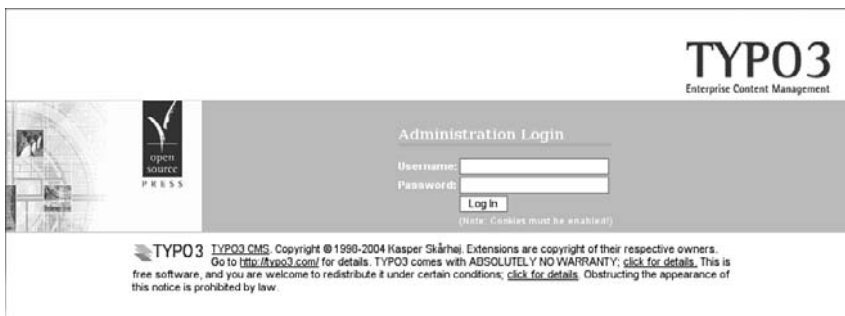 TYPO3
Enterprise Content Management
open
source
PRESS
Administration Login
Username:
Password:
Log In
(Note: Cookies must be enabled!)
TYPO3 TYPO3 CMS. Copyright © 1998-2004 Kasper Skårhøj. Extensions are copyright of their respective owners.
Go to http://typo3.com/ for details. TYPO3 comes with ABSOLUTELY NO WARRANTY; click for details. This is
free software, and you are welcome to redistribute it under certain conditions; click for details. Obstructing the appearance of
this notice is prohibited by law.